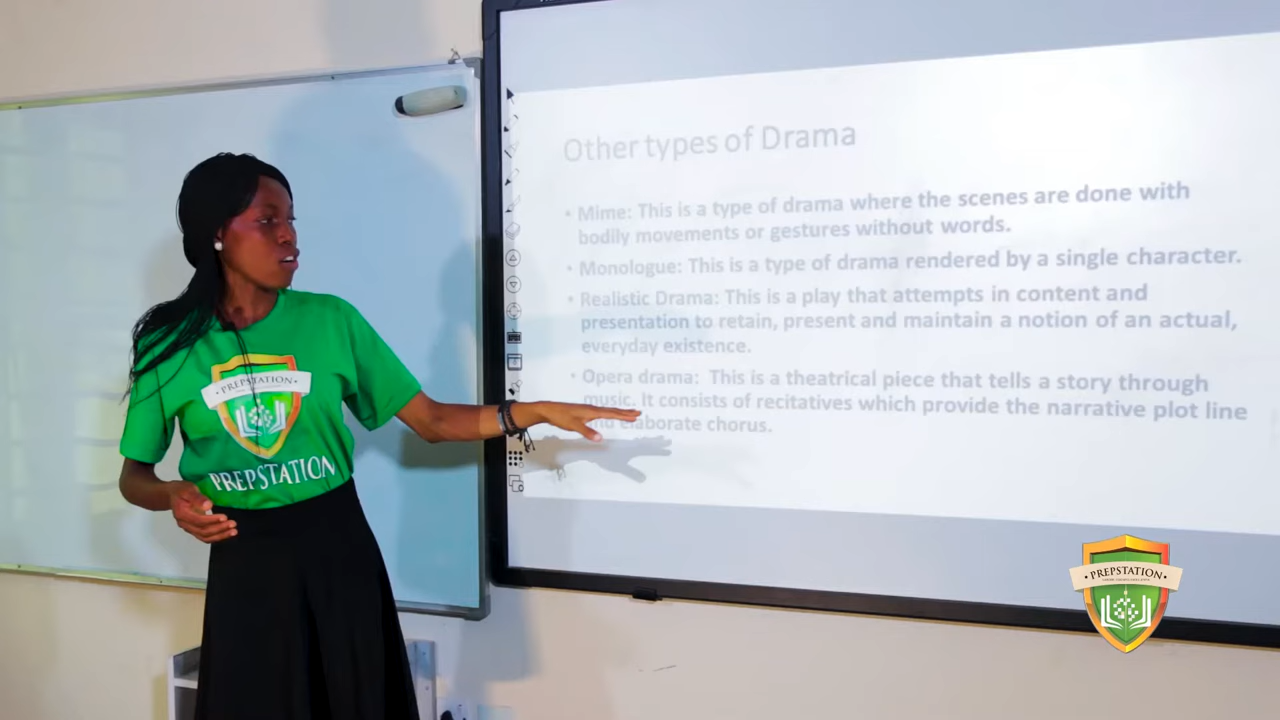 Other types of Drama
• Mime: This is a type of drama where the scenes are done with
bodily movements or gestures without words.
• Monologue: This is a type of drama rendered by a single character.
• Realistic Drama: This is a play that attempts in content and
presentation to retain, present and maintain a notion of an actual,
everyday existence.
• Opera drama: This is a theatrical piece that tells a story through
music. It consists of recitatives which provide the narrative plot line
and elaborate chorus.
• PREPSTATION •
PREPSTATION
• PREPSTATION •